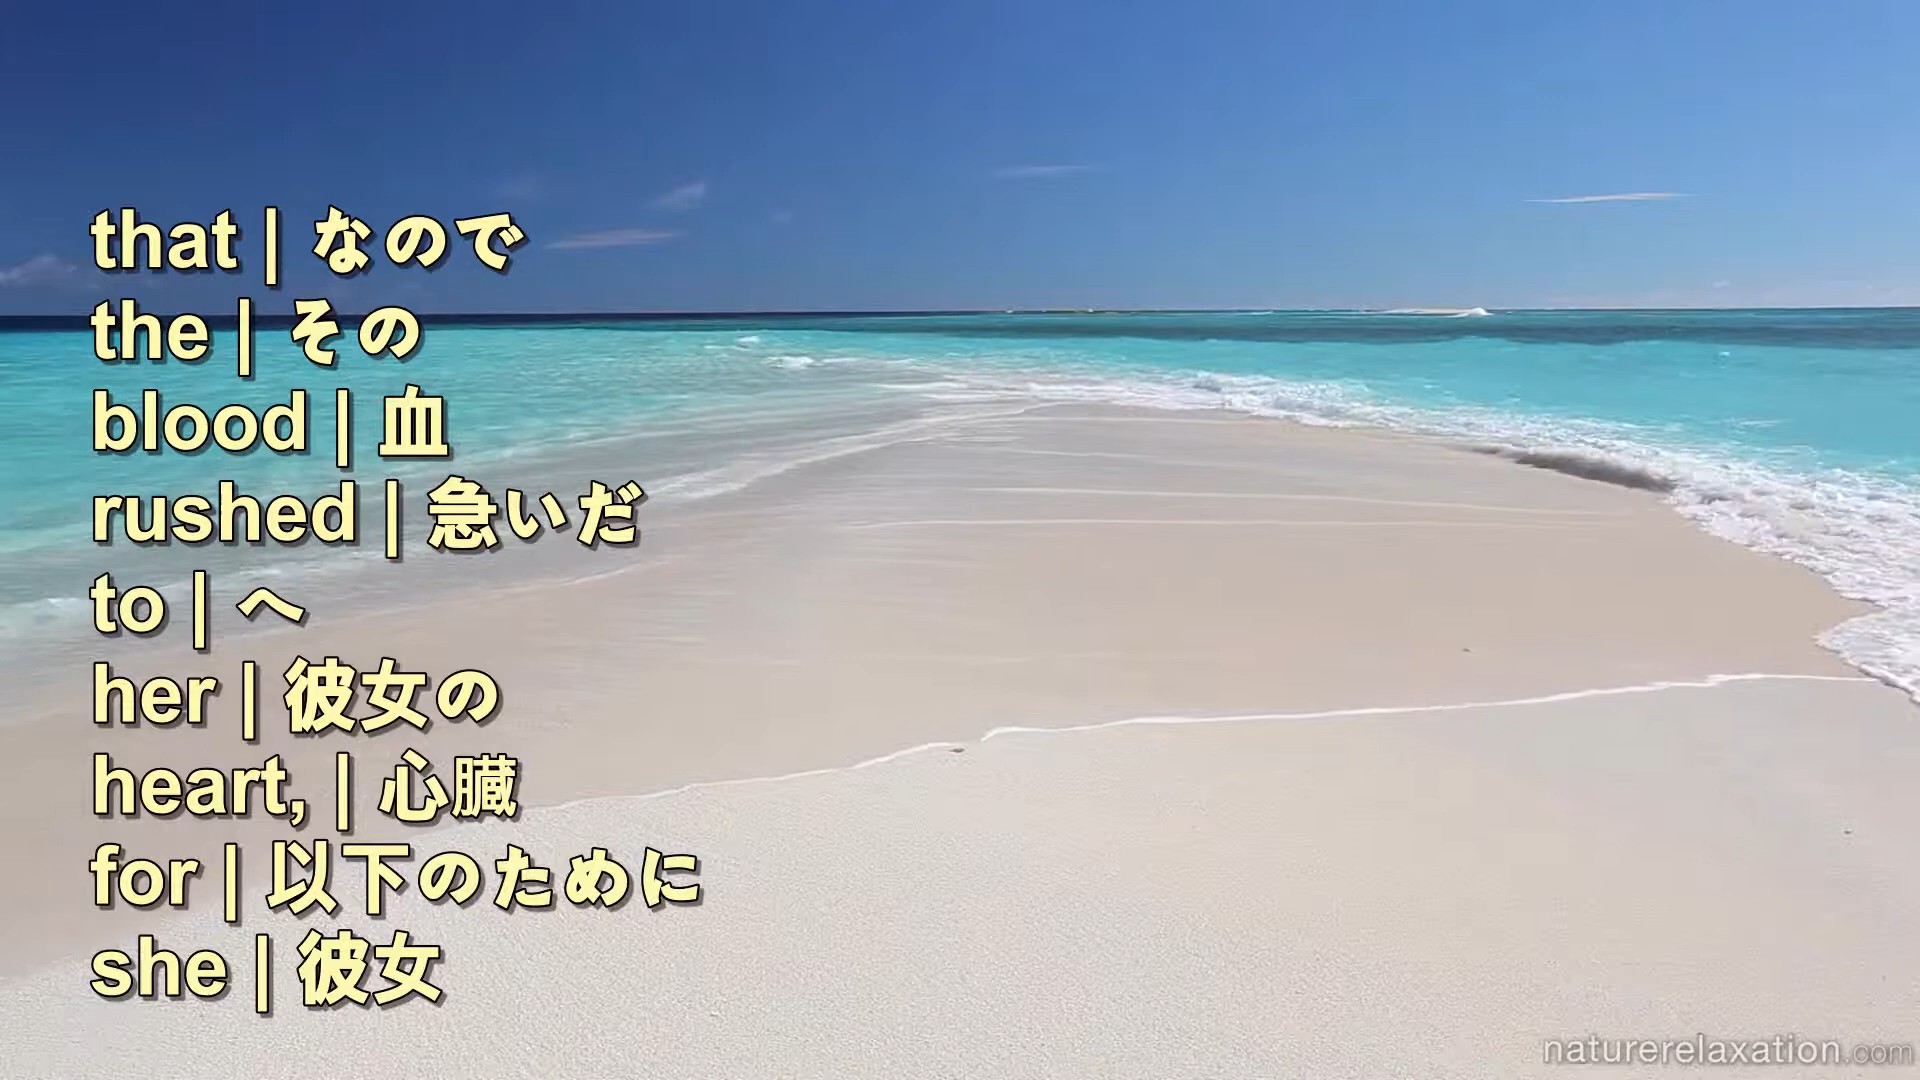 that | なので
the | その
blood | 血
rushed | 急いだ
to | へ
her | 彼女の
heart, | 心臓
for | 以下のために
she | 彼女
naturerelaxation.com